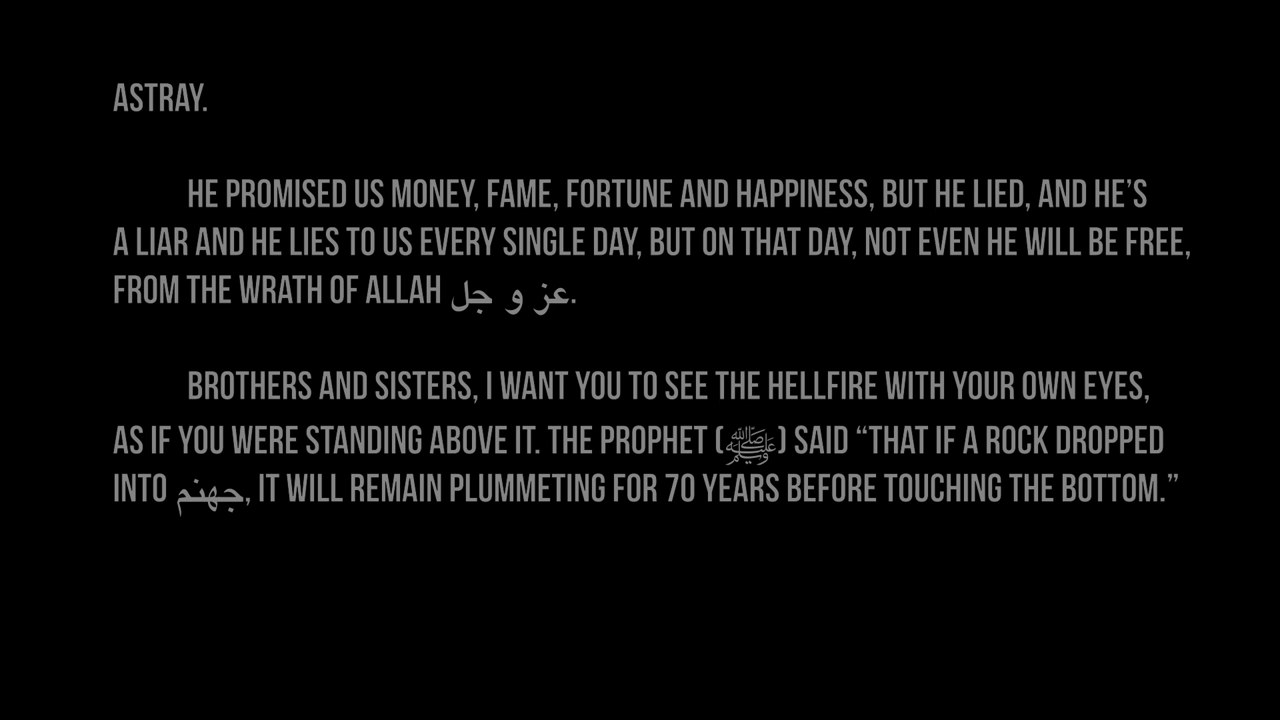 ASTRAY.
HE PROMISED US MONEY, FAME, FORTUNE AND HAPPINESS, BUT HE LIED, AND HE’S
A LIAR AND HE LIES TO US EVERY SINGLE DAY, BUT ON THAT DAY, NOT EVEN HE WILL BE FREE,
FROM THE WRATH OF ALLAH عز و جل.
BROTHERS AND SISTERS, I WANT YOU TO SEE THE HELLFIRE WITH YOUR OWN EYES,
AS IF YOU WERE STANDING ABOVE IT. THE PROPHET (ﷺ) SAID “THAT IF A ROCK DROPPED
INTO جهنم, IT WILL REMAIN PLUMMETING FOR 70 YEARS BEFORE TOUCHING THE BOTTOM.”